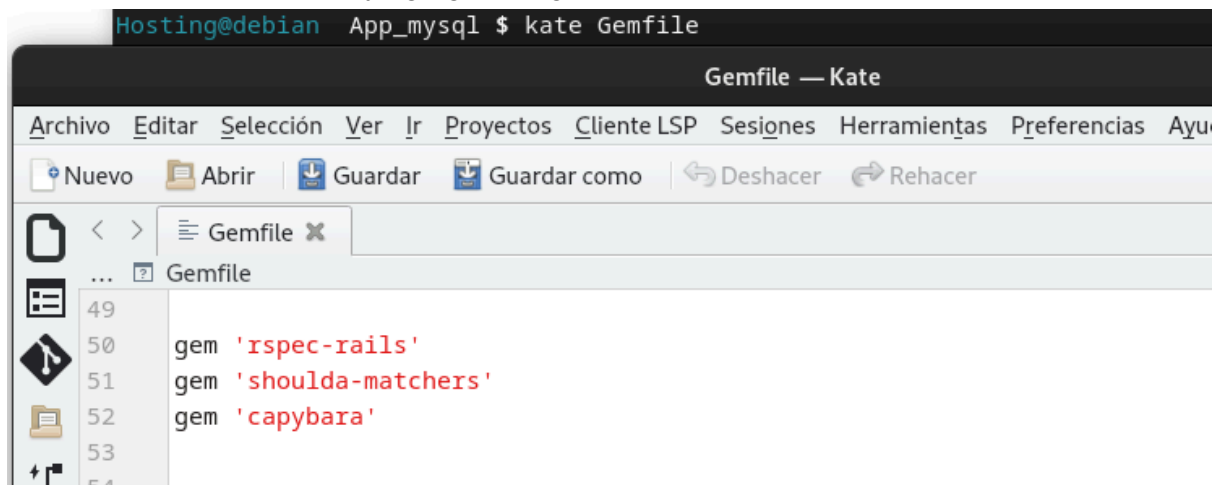 Hosting@debian App_mysql $ kate Gemfile
Gemfile — Kate
Archivo Editar Selección Ver Ir Proyectos Cliente LSP Sesiones Herramientas Preferencias
Nuevo Abrir Guardar Guardar como Deshacer Rehacer
< > Gemfile
... Gemfile
49
50 gem 'rspec-rails'
51 gem 'shoulda-matchers'
52 gem 'capybara'
53